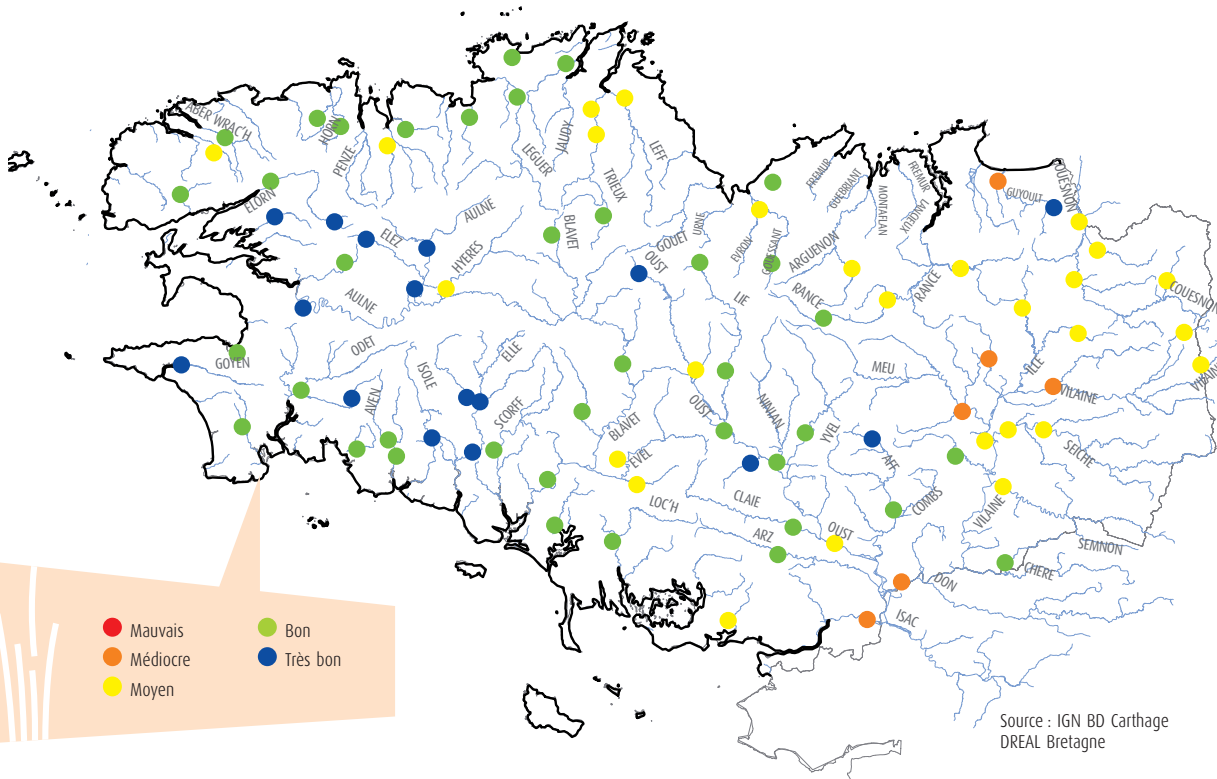 ABER WRAC'H
HORN
PENZE
ELORN
ELEZ
AULNE
HYERES
AULNE
LEGUER
JAUDY
TRIEUX
LEFF
BLAVET
GOUET
OUST
URNE
EVRON
GOUESSANT
FREMUR
GUEBRIANT
ARGUENON
MONTAFILAN
FREMUR
GUYOULT
COUESNON
RANCE
RANCE
LIE
COUESNON
ILLE
VILAINE
VILAINE
MEU
GOYEN
ODET
ISOLE
ELLE
AVEN
SCORFF
BLAVET
EVEL
OUST
NINIAN
YVEL
AFF
COMBS
SEICHE
VILAINE
SEMNON
CHERE
DON
ISAC
LOC'H
CLAIE
ARZ
OUST
Mauvais
Médiocre
Moyen
Bon
Très bon
Source : IGN BD Carthage
DREAL Bretagne